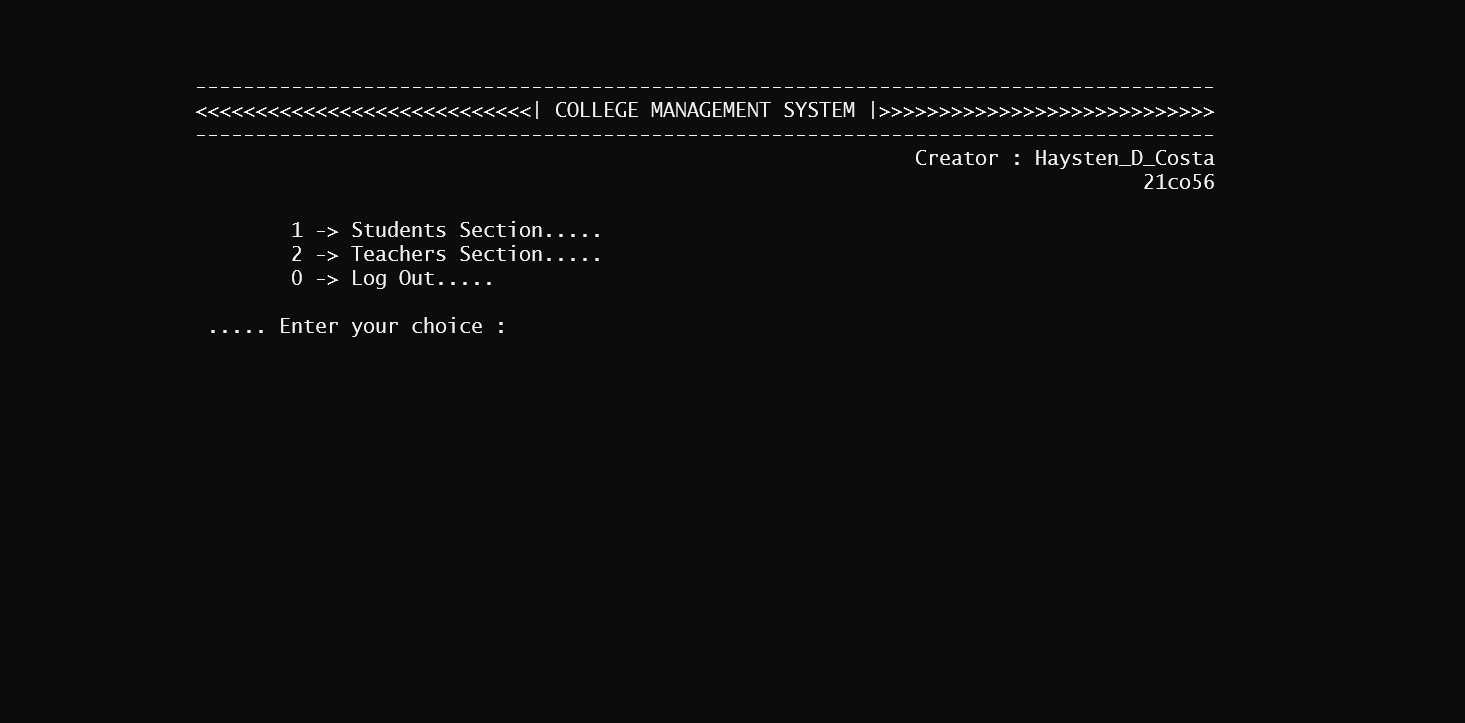 -------------------------------------------------------------------------------------
<<<<<<<<<<<<<<<<<<<<<<<<<<<<| COLLEGE MANAGEMENT SYSTEM |>>>>>>>>>>>>>>>>>>>>>>>>>>>>
-------------------------------------------------------------------------------------
Creator : Haysten_D_Costa
21co56
1 -> Students Section.....
2 -> Teachers Section.....
0 -> Log Out.....
..... Enter your choice :